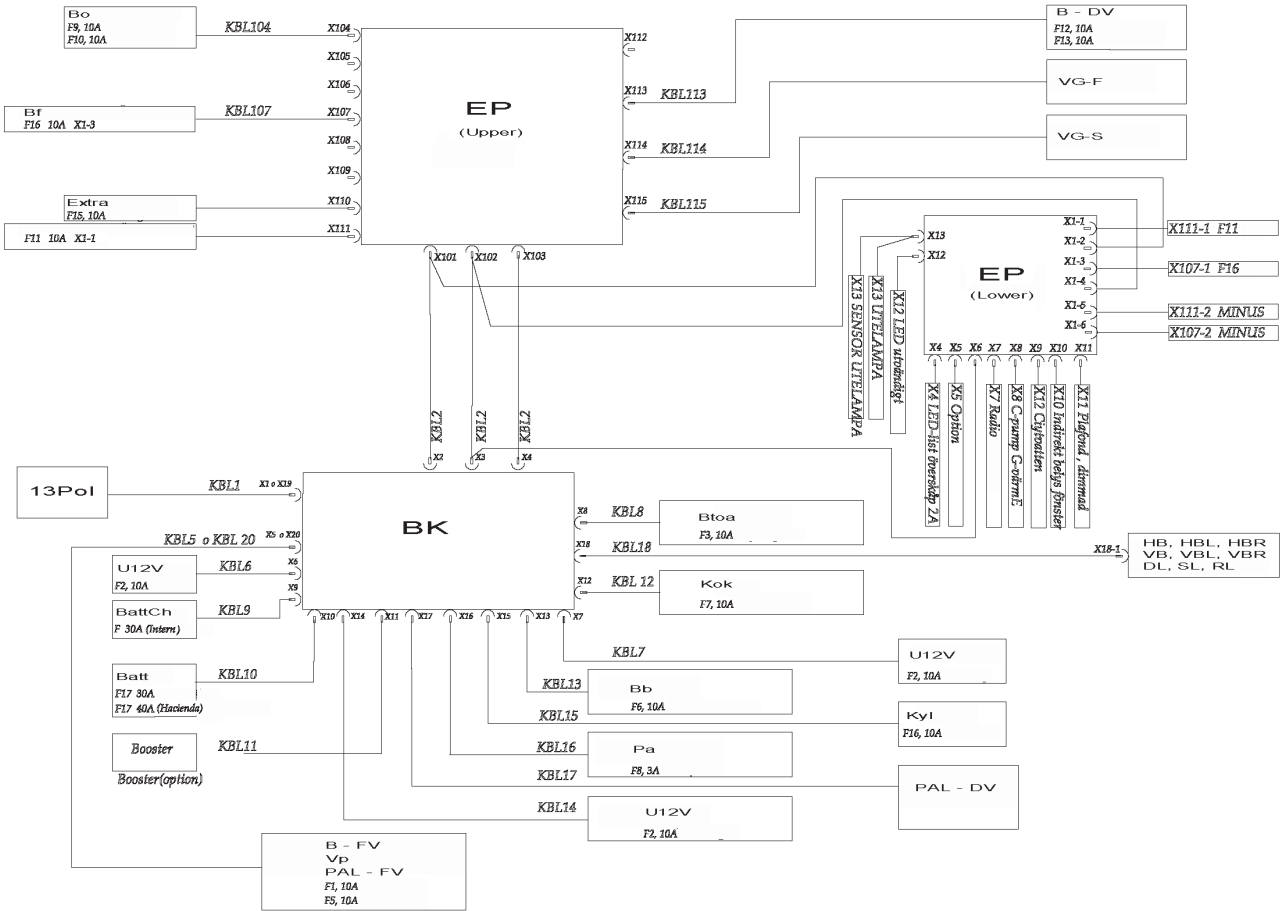 Bo
F9, 10A
F10, 10A
KBL104
X104
X105
X106
Bf
F16 10A X1-3
KBL107
X107
X108
X109
Extra
F15, 10A
X110
F11 10A X1-1
X111
EP
(Upper)
X112
X113
KBL113
X114
KBL114
X115
KBL115
B - DV
F12, 10A
F13, 10A
VG-F
VG-S
X101
X102
X103
X13
X12
EP
(Lower)
X1-1
X1-2
X1-3
X1-4
X1-5
X1-6
X111-1 F11
X107-1 F16
X111-2 MINUS
X107-2 MINUS
X13 SENSOR UTELAMPA
X13 UTELAMPA
X12 LED utvändigt
X4
X5
X6
X7
X8
X9
X10
X11
X4 LED-list överskåp 2A
X5 Option
X7 Radio
X8 C-pump G-värmE
X12 Cityvatten
X10 Indirekt belys fönster
X11 Plafond , dimmad
KBL2
KBL2
KBL2
X2
X3
X4
13Pol
KBL1
X1 o X19
KBL5 o KBL 20
X5 o X20
U12V
F2, 10A
KBL6
X6
BattCh
F 30A (Intern)
KBL9
X9
BK
X8
KBL8
Btoa
F3, 10A
X18
KBL18
X18-1
HB, HBL, HBR
VB, VBL, VBR
DL, SL, RL
X12
KBL 12
Kok
F7, 10A
X10
X14
X11
X17
X16
X15
X13
X7
Batt
F17 30A
F17 40A (Hacienda)
KBL10
KBL7
U12V
F2, 10A
KBL13
Bb
F6, 10A
KBL15
Kyl
F16, 10A
Booster
Booster(option)
KBL11
KBL16
Pa
F8, 3A
KBL17
PAL - DV
KBL14
U12V
F2, 10A
B - FV
Vp
PAL - FV
F1, 10A
F5, 10A